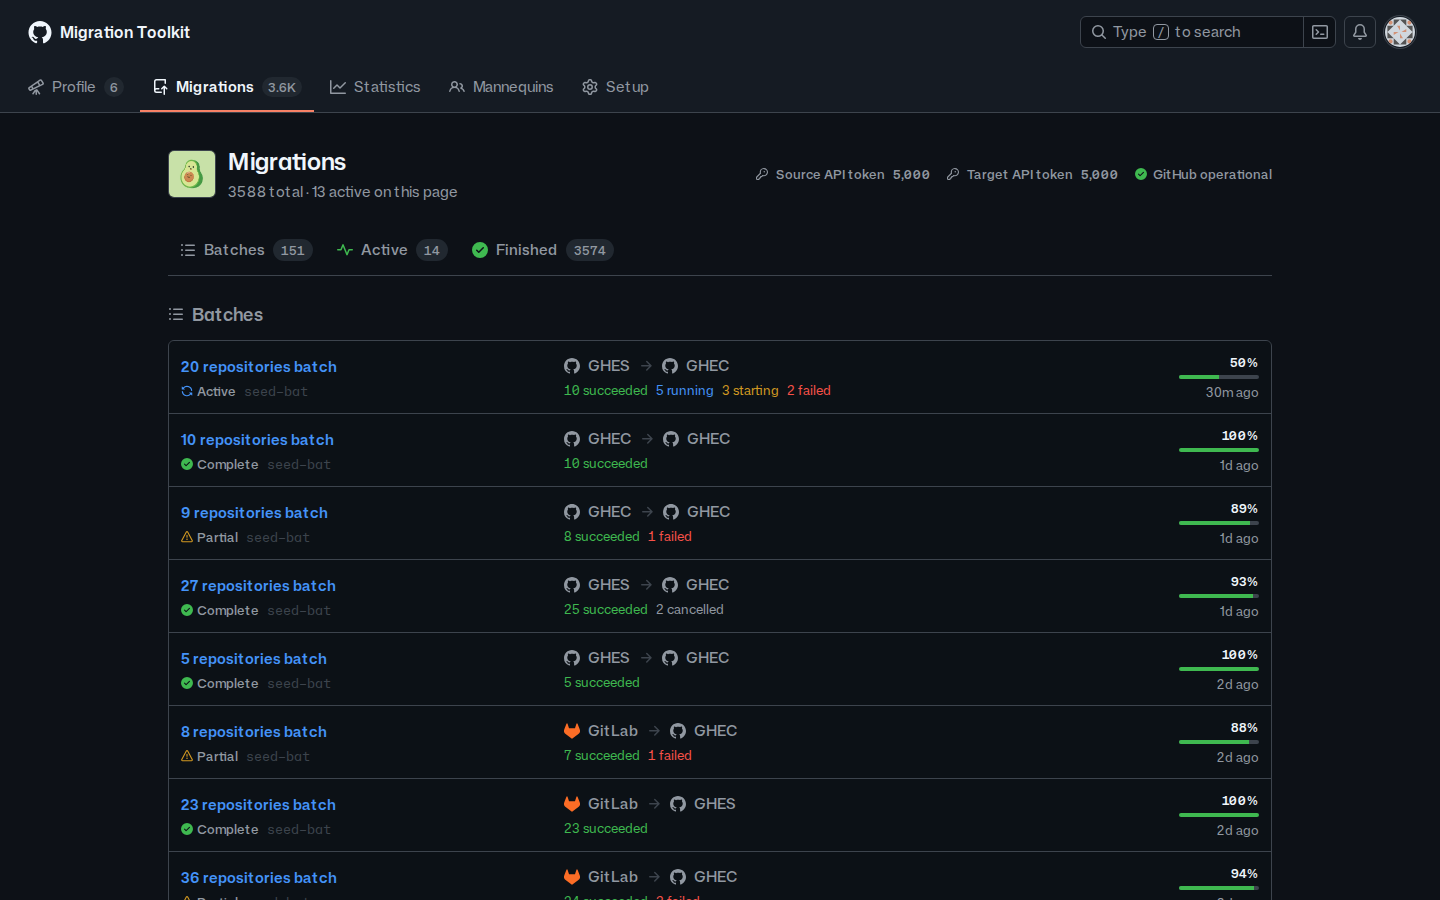 Migration Toolkit
Type / to search
Profile 6
Migrations 3.6K
Statistics
Mannequins
Setup
Migrations
3588 total · 13 active on this page
Source API token 5,000
Target API token 5,000
GitHub operational
Batches 151
Active 14
Finished 3574
Batches
20 repositories batch
GHES → GHEC
50%
Active seed-bat
10 succeeded 5 running 3 starting 2 failed
30m ago
10 repositories batch
GHEC → GHEC
100%
Complete seed-bat
10 succeeded
1d ago
9 repositories batch
GHEC → GHEC
89%
Partial seed-bat
8 succeeded 1 failed
1d ago
27 repositories batch
GHES → GHEC
93%
Complete seed-bat
25 succeeded 2 cancelled
1d ago
5 repositories batch
GHES → GHEC
100%
Complete seed-bat
5 succeeded
2d ago
8 repositories batch
GitLab → GHEC
88%
Partial seed-bat
7 succeeded 1 failed
2d ago
23 repositories batch
GitLab → GHES
100%
Complete seed-bat
23 succeeded
2d ago
36 repositories batch
GitLab → GHEC
94%